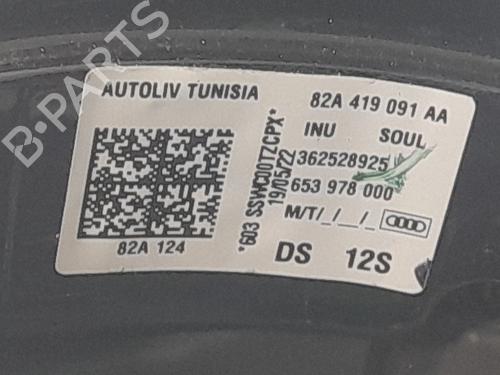 B-PARTS
AUTOLIV TUNISIA
82A 419 091 AA
INU SOUL
362528925
653 978 000
M/T/_/_/_
DS 12S
*603 SSWC00TZCPX*
19/05/22
82A 124